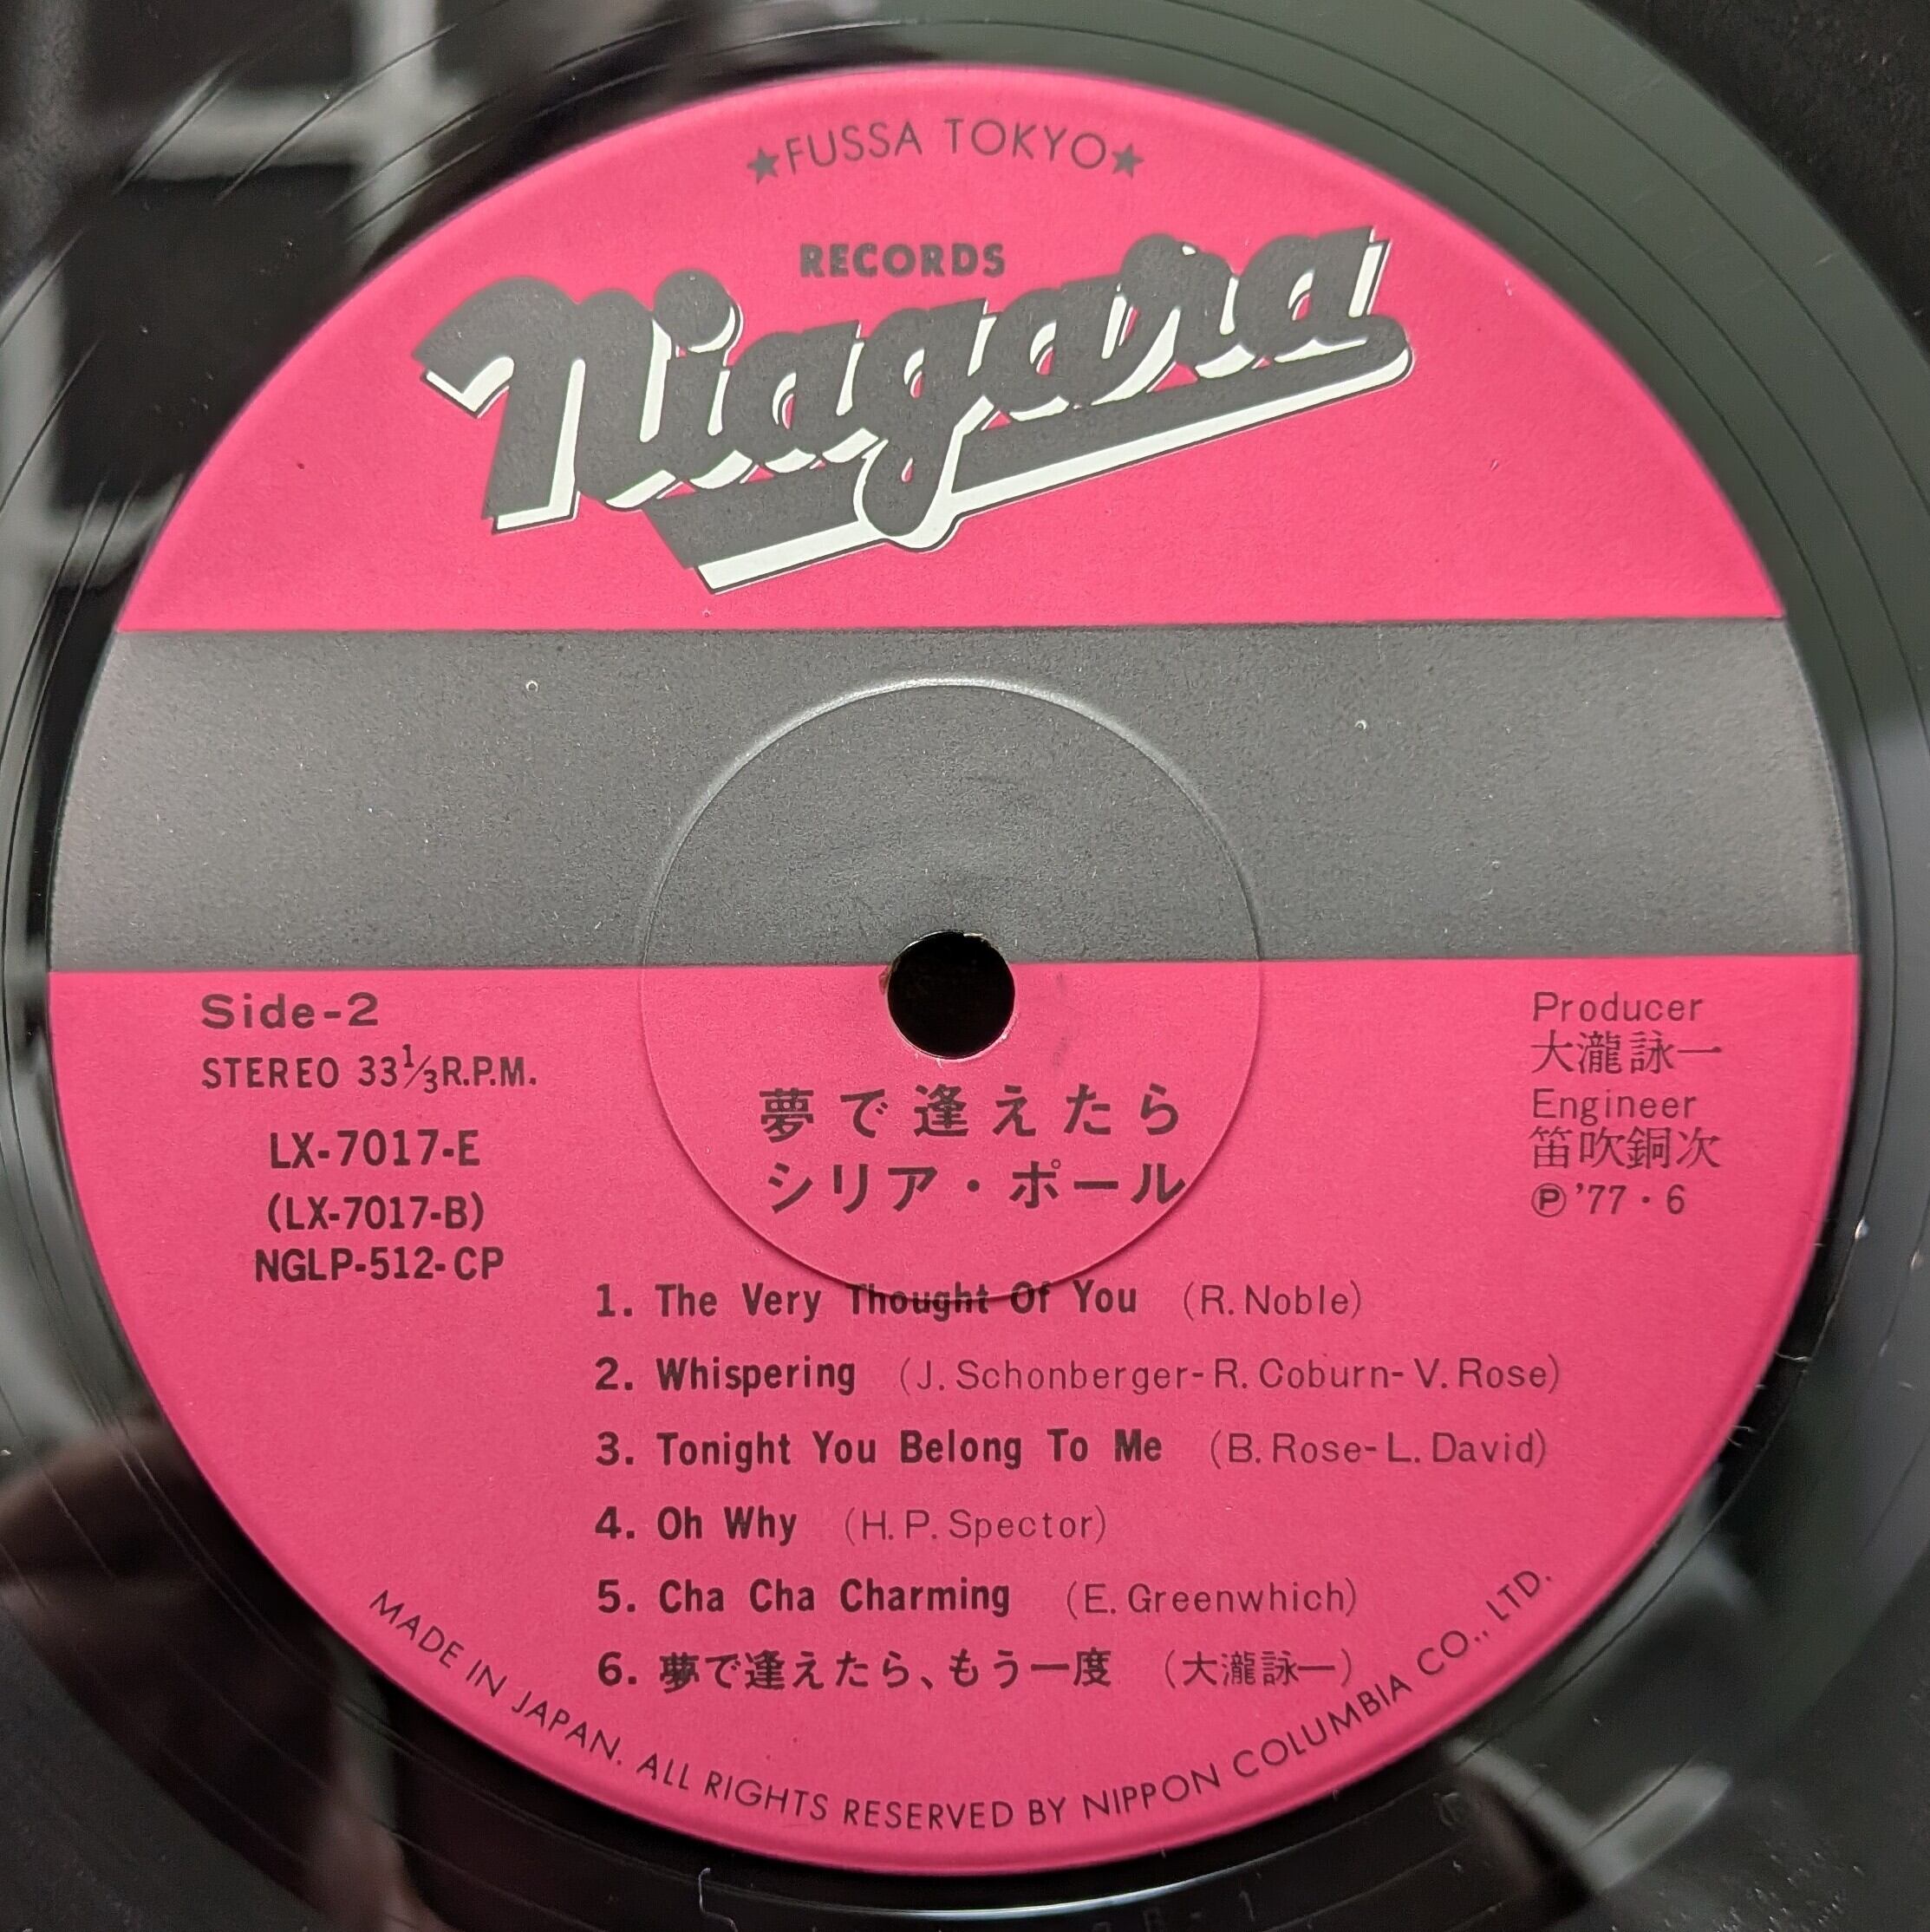 ★FUSSA TOKYO★
RECORDS
Niagara
Side-2
STEREO 33⅓R.P.M.
LX-7017-E
(LX-7017-B)
NGLP-512-CP
Producer
大瀧詠一
Engineer
笛吹銅次
Ⓟ'77・6
夢で逢えたら
シリア・ポール
1. The Very Thought Of You (R. Noble)
2. Whispering (J. Schonberger-R. Coburn-V. Rose)
3. Tonight You Belong To Me (B. Rose-L. David)
4. Oh Why (H. P. Spector)
5. Cha Cha Charming (E. Greenwhich)
6. 夢で逢えたら、もう一度 (大瀧詠一)
MADE IN JAPAN. ALL RIGHTS RESERVED BY NIPPON COLUMBIA CO., LTD.